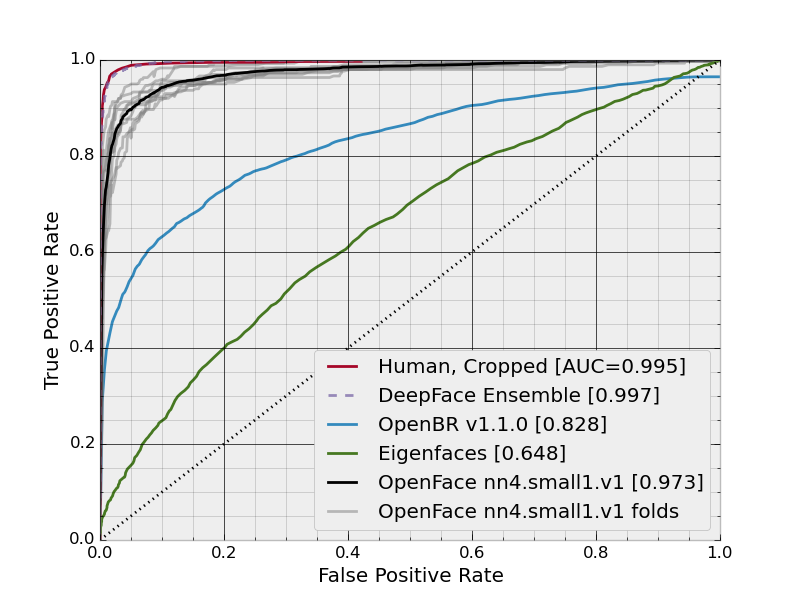 1.0
0.8
0.6
0.4
0.2
0.0
True Positive Rate
Human, Cropped [AUC=0.995]
DeepFace Ensemble [0.997]
OpenBR v1.1.0 [0.828]
Eigenfaces [0.648]
OpenFace nn4.small1.v1 [0.973]
OpenFace nn4.small1.v1 folds
0.0 0.2 0.4 0.6 0.8 1.0
False Positive Rate